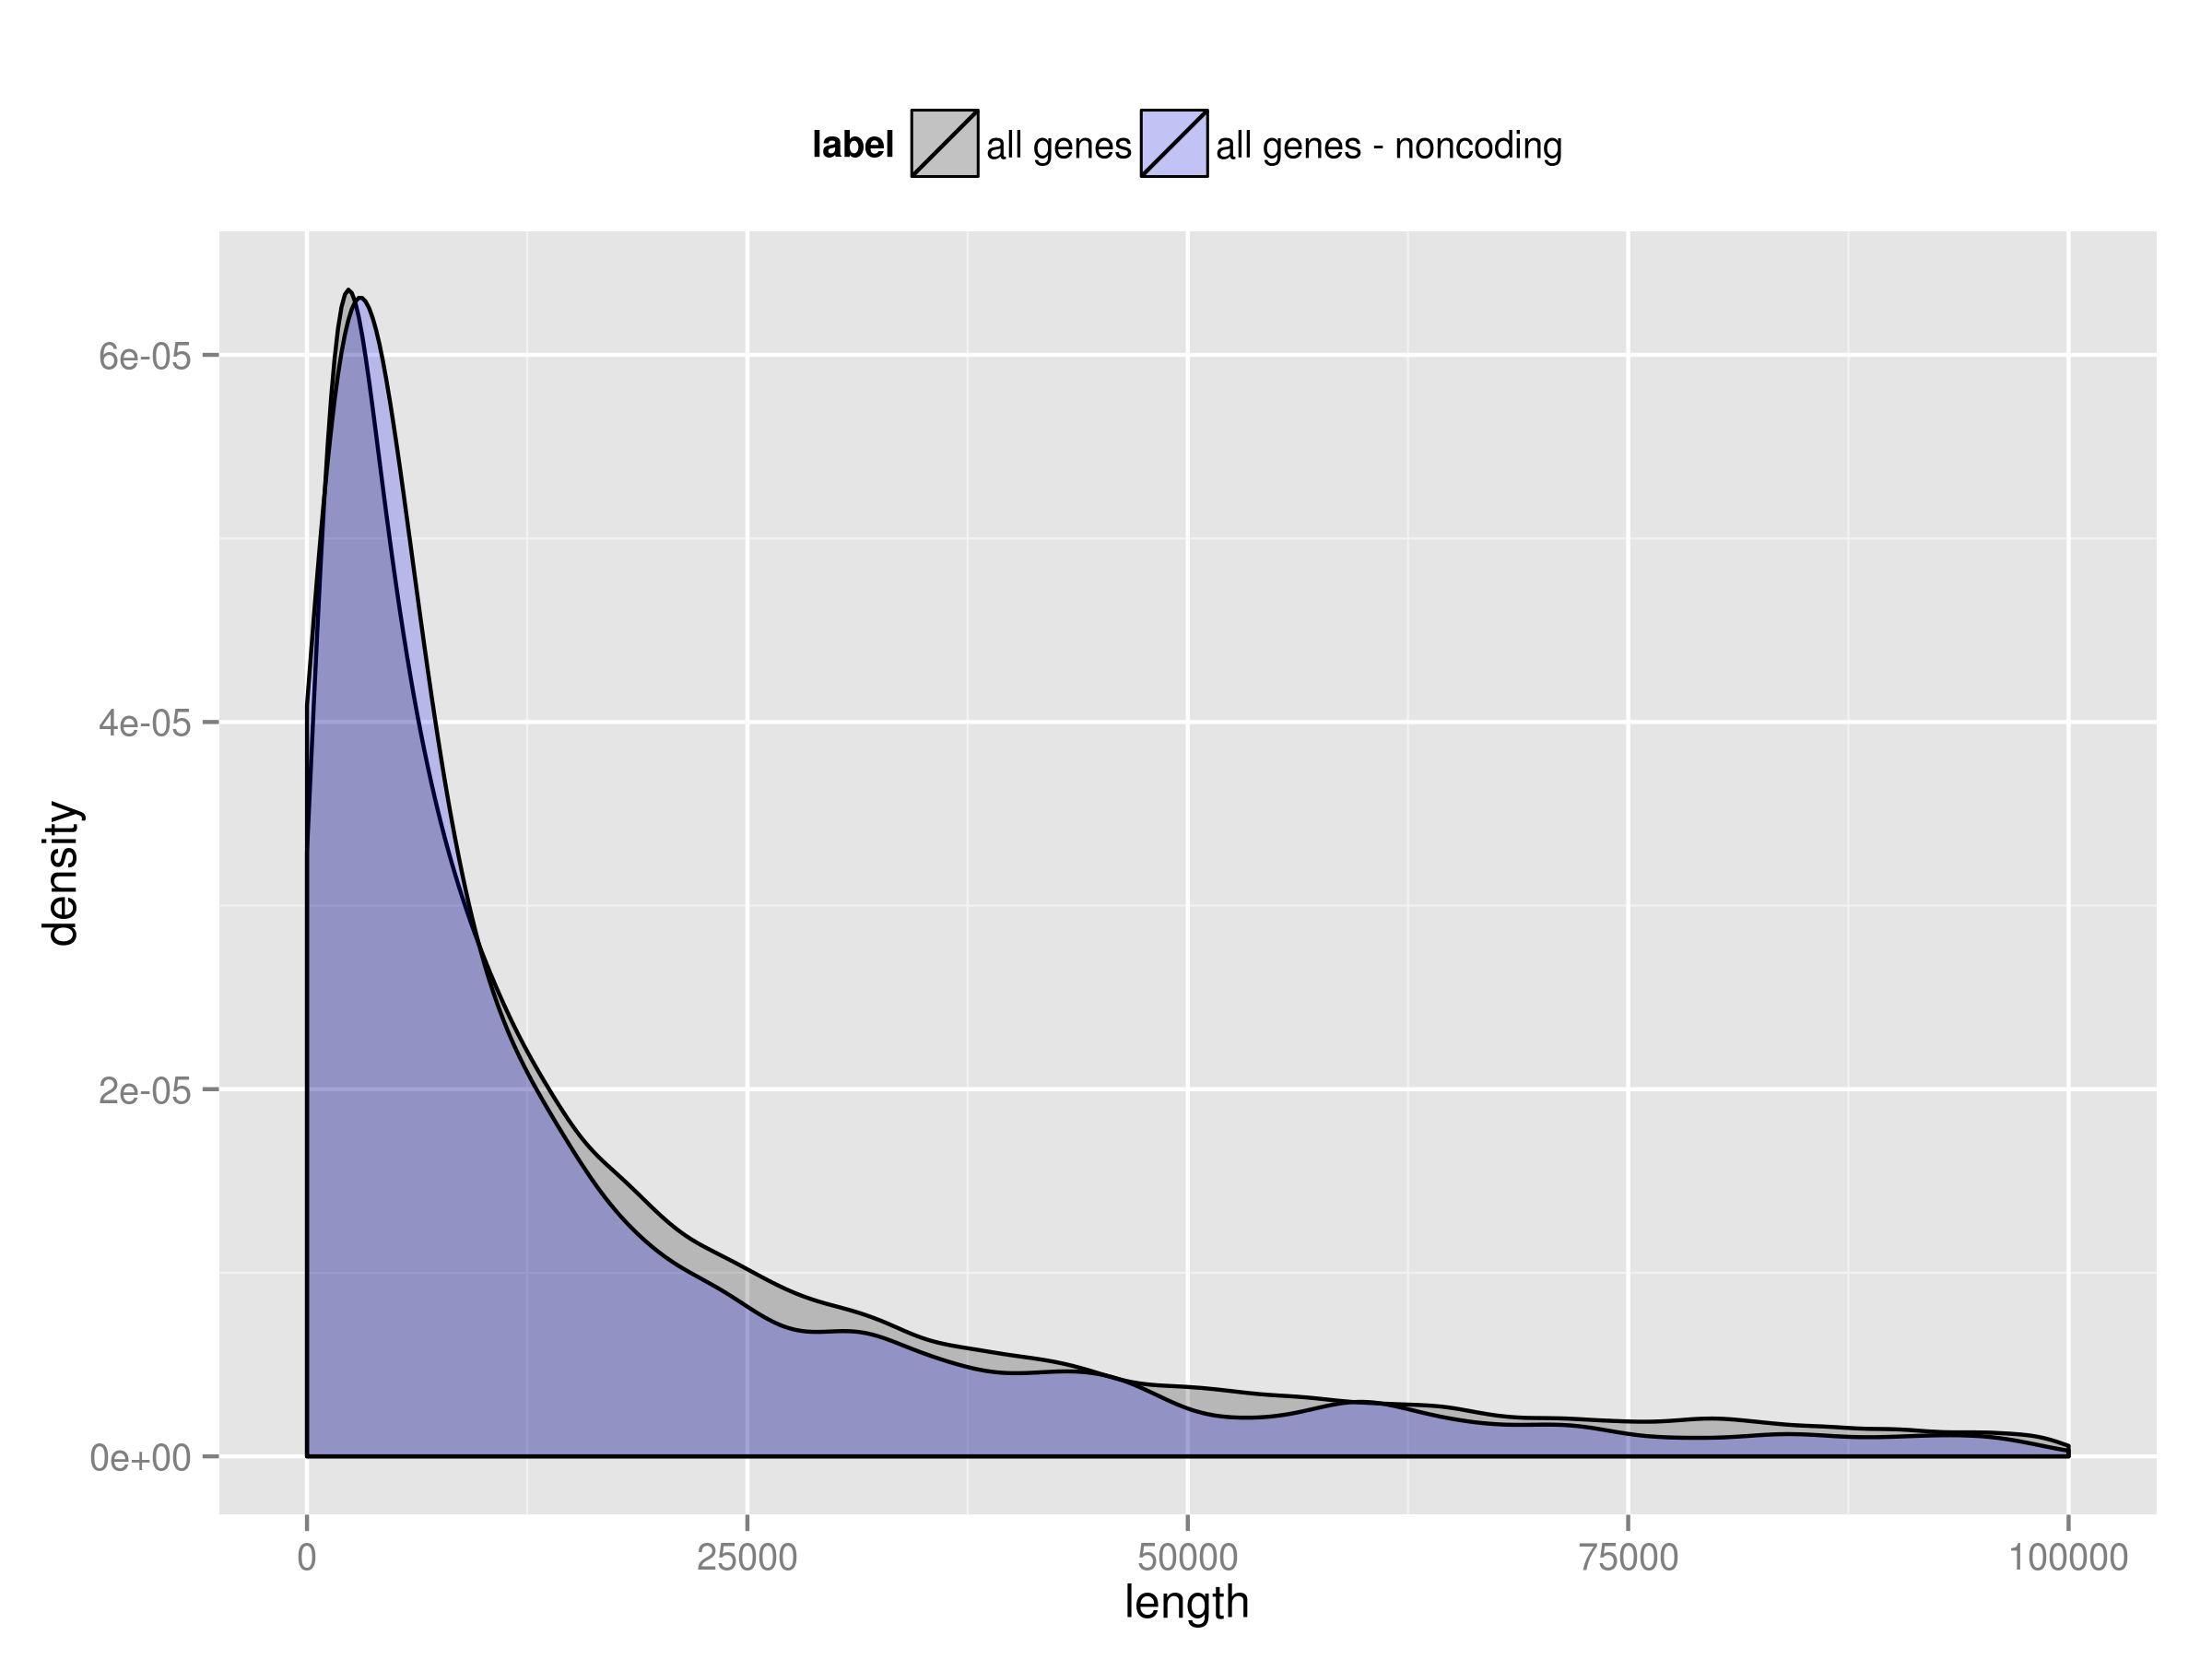 label all genes all genes - noncoding
6e-05
4e-05
2e-05
0e+00
density
0 25000 50000 75000 100000
length